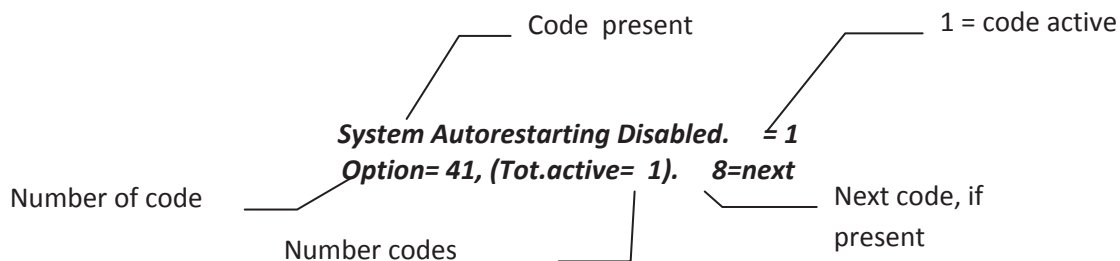 Code present
1 = code active
System Autorestarting Disabled. = 1
Option= 41, (Tot.active= 1). 8=next
Number of code
Next code, if
present
Number codes